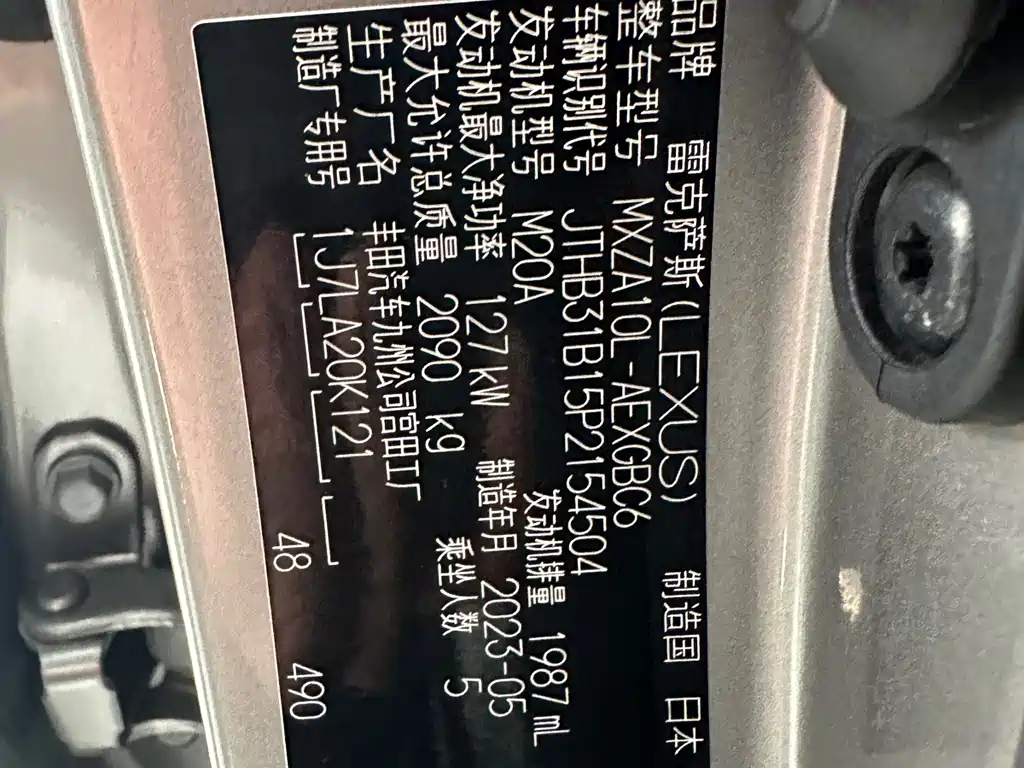 品牌 雷克萨斯(LEXUS) 制造国 日本
整车型号 MXZA10L-AEXGBC6
车辆识别代号 JTHB31B15P2154504
发动机型号 M20A 发动机排量 1987 mL
发动机最大净功率 127 kW 制造年月 2023-05
最大允许总质量 2090 kg 乘坐人数 5
生产厂名 丰田汽车九州公司宫田工厂
制造厂专用号 1J7LA20K121
48 490